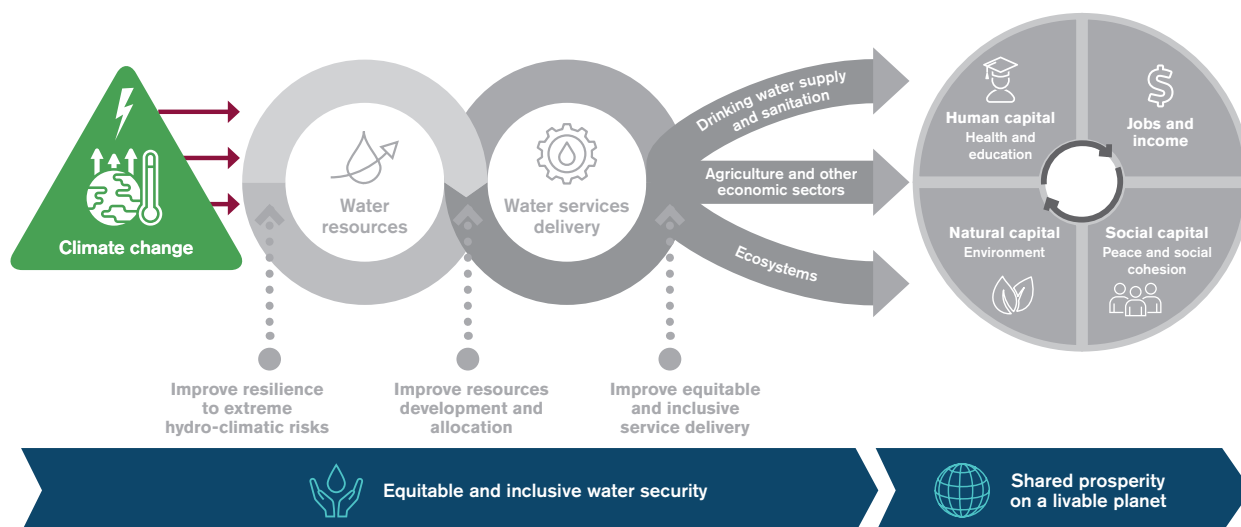 Climate change
Water
resources
Water services
delivery
Drinking water supply
and sanitation
Agriculture and other
economic sectors
Ecosystems
Human capital
Health and
education
Jobs and
income
Natural capital
Environment
Social capital
Peace and social
cohesion
Improve resilience
to extreme
hydro-climatic risks
Improve resources
development and
allocation
Improve equitable
and inclusive
service delivery
Equitable and inclusive water security
Shared prosperity
on a livable planet